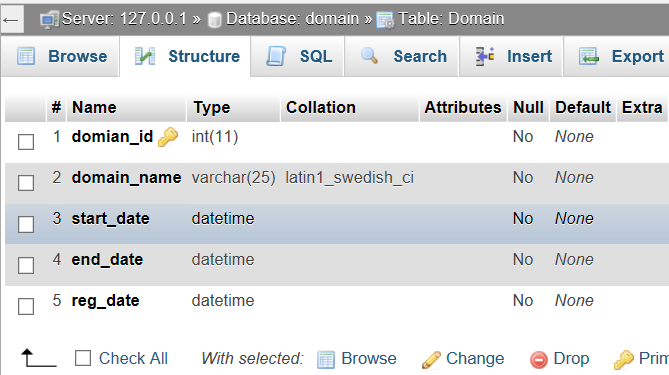 ← Server: 127.0.0.1 » Database: domain » Table: Domain
Browse Structure SQL Search Insert Export
# Name Type Collation Attributes Null Default Extra
1 domian_id int(11) No None
2 domain_name varchar(25) latin1_swedish_ci No None
3 start_date datetime No None
4 end_date datetime No None
5 reg_date datetime No None
Check All With selected: Browse Change Drop Prim